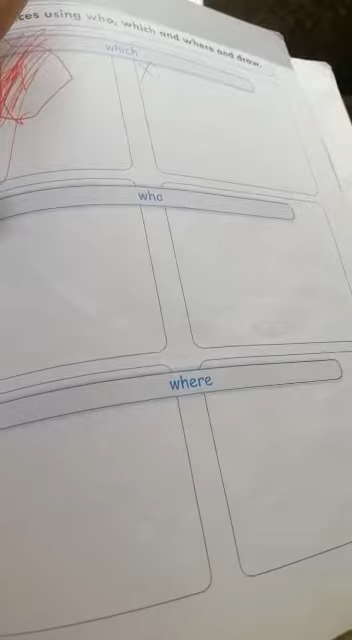 ces using who, which and where and draw.
which
who
where